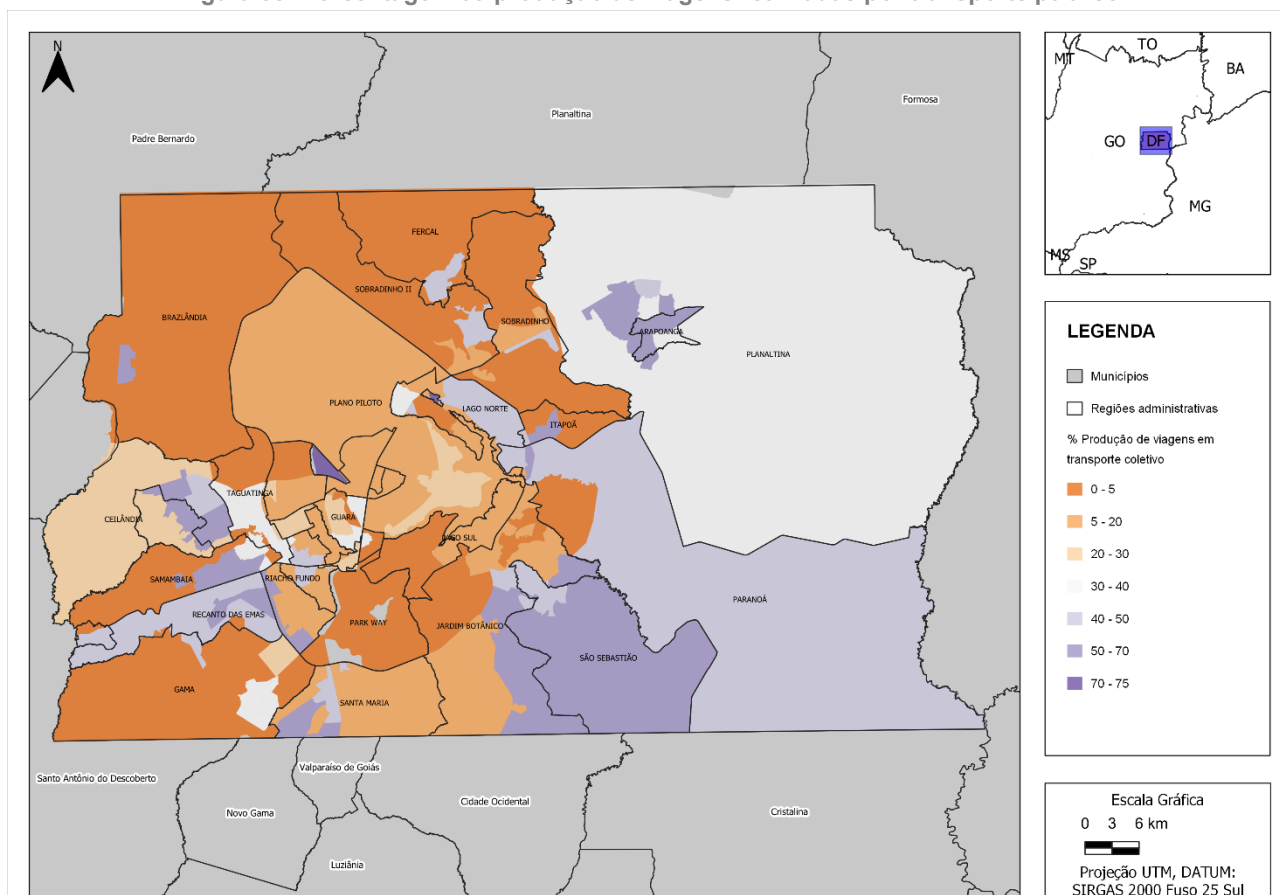 N
Padre Bernardo
Planaltina
Formosa
FERCAL
SOBRADINHO II
BRAZLÂNDIA
SOBRADINHO
ARAPOANGA
PLANALTINA
PLANO PILOTO
LAGO NORTE
ITAPOÃ
TAGUATINGA
GUARÁ
CEILÂNDIA
LAGO SUL
SAMAMBAIA
RIACHO FUNDO
RECANTO DAS EMAS
PARK WAY
JARDIM BOTÂNICO
PARANOÁ
SÃO SEBASTIÃO
GAMA
SANTA MARIA
Santo Antônio do Descoberto
Valparaíso de Goiás
Novo Gama
Cidade Ocidental
Cristalina
Luziânia
TO
MT
BA
GO
DF
MG
MS
SP
LEGENDA
Municípios
Regiões administrativas
% Produção de viagens em
transporte coletivo
0 - 5
5 - 20
20 - 30
30 - 40
40 - 50
50 - 70
70 - 75
Escala Gráfica
0 3 6 km
Projeção UTM, DATUM:
SIRGAS 2000 Fuso 25 Sul